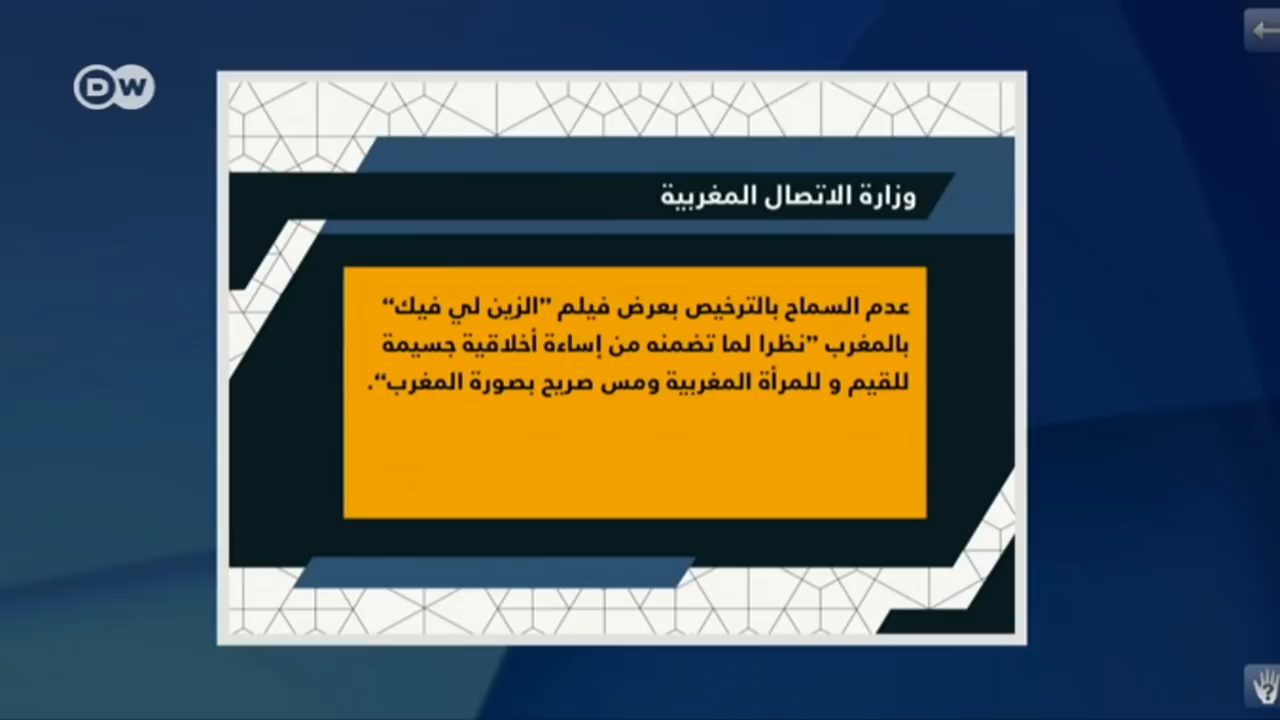 DW
وزارة الاتصال المغربية
عدم السماح بالترخيص بعرض فيلم ”الزين لي فيك“
بالمغرب ”نظرا لما تضمنه من إساءة أخلاقية جسيمة
للقيم و للمرأة المغربية ومس صريح بصورة المغرب“.
?